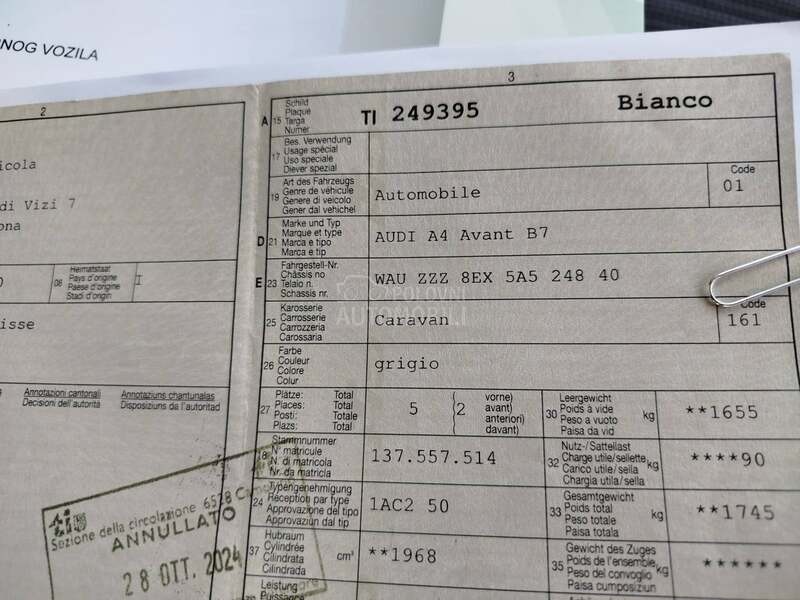 NOG VOZILA
2
icola
di Vizi 7
ona
08 Heimatstaat
Pays d'origine
Paese d'origine
Stadi d'origin
I
isse
Annotazioni cantonali
Decisioni dell'autorità
Annotaziuns chantunalas
Disposiziuns da l'autoritad
Sezione della circolazione 6528
ANNULLATO
28 OTT. 2024
3
A 15 Schild
Plaque
Targa
Numer
TI 249395 Bianco
17 Bes. Verwendung
Usage spécial
Uso speciale
Diever spezial
19 Art des Fahrzeugs
Genre de véhicule
Genere di veicolo
Gener dal vehichel
Automobile
Code
01
D 21 Marke und Typ
Marque et type
Marca e tipo
Marca e tip
AUDI A4 Avant B7
E 23 Fahrgestell-Nr.
Châssis no
Telaio n.
Schassis nr.
WAU ZZZ 8EX 5A5 248 40
POLOVNI
AUTOMOBILI
25 Karosserie
Carrosserie
Carrozzeria
Carossaria
Caravan
Code
161
26 Farbe
Couleur
Colore
Colur
grigio
27 Plätze: Total
Places: Total
Posti: Totale
Plazs: Total
5
(2
vorne)
avant)
anteriori)
davant)
30 Leergewicht
Poids à vide
Peso a vuoto
Paisa da vid
kg
**1655
18 Stammnummer
N° matricule
N. di matricola
Nr. da matricla
137.557.514
32 Nutz-/Sattellast
Charge utile/sellette
Carico utile/sella
Chargia utila/sella
kg
****90
24 Typengenehmigung
Réception par type
Approvazione del tipo
Approvaziun dal tip
1AC2 50
33 Gesamtgewicht
Poids total
Peso totale
Paisa totala
kg
**1745
37 Hubraum
Cylindrée
Cilindrata
Cilindrada
cm³
**1968
35 Gewicht des Zuges
Poids de l'ensemble
Peso del convoglio
Paisa cumposiziun
kg
******
Leistung
Puissance